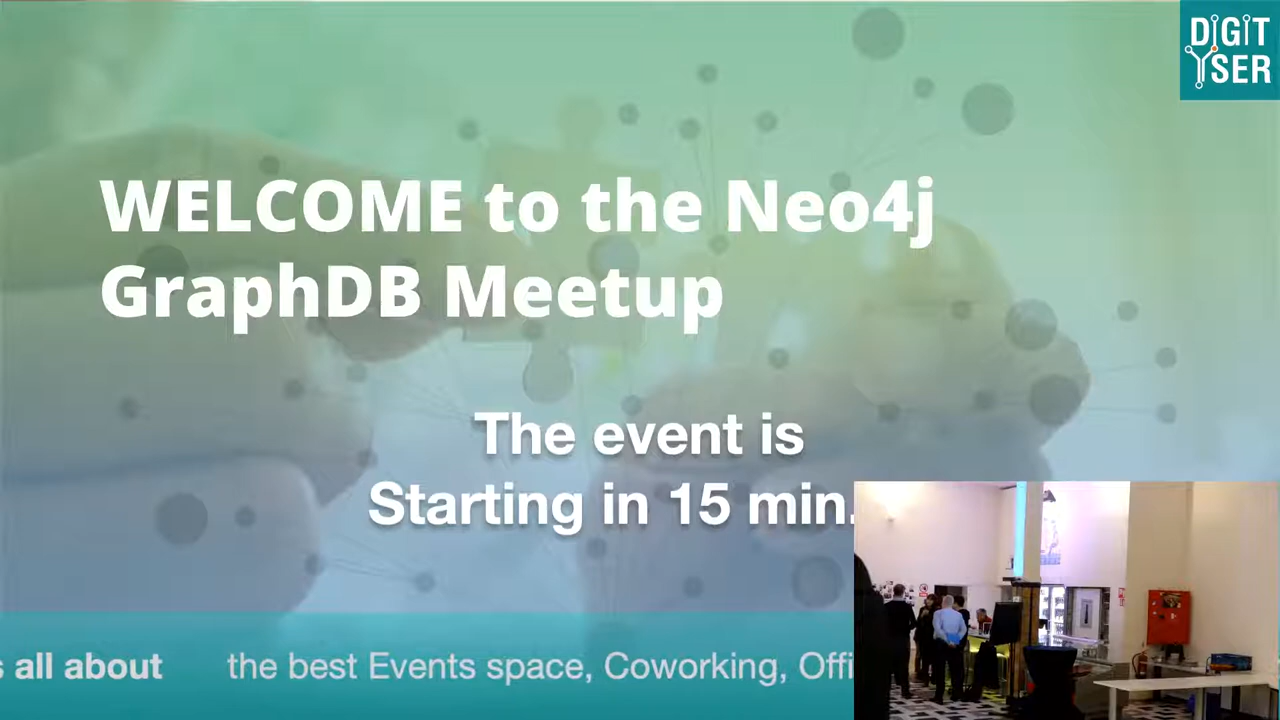 DIGIT
YSER
WELCOME to the Neo4j
GraphDB Meetup
The event is
Starting in 15 min.
all about the best Events space, Coworking,